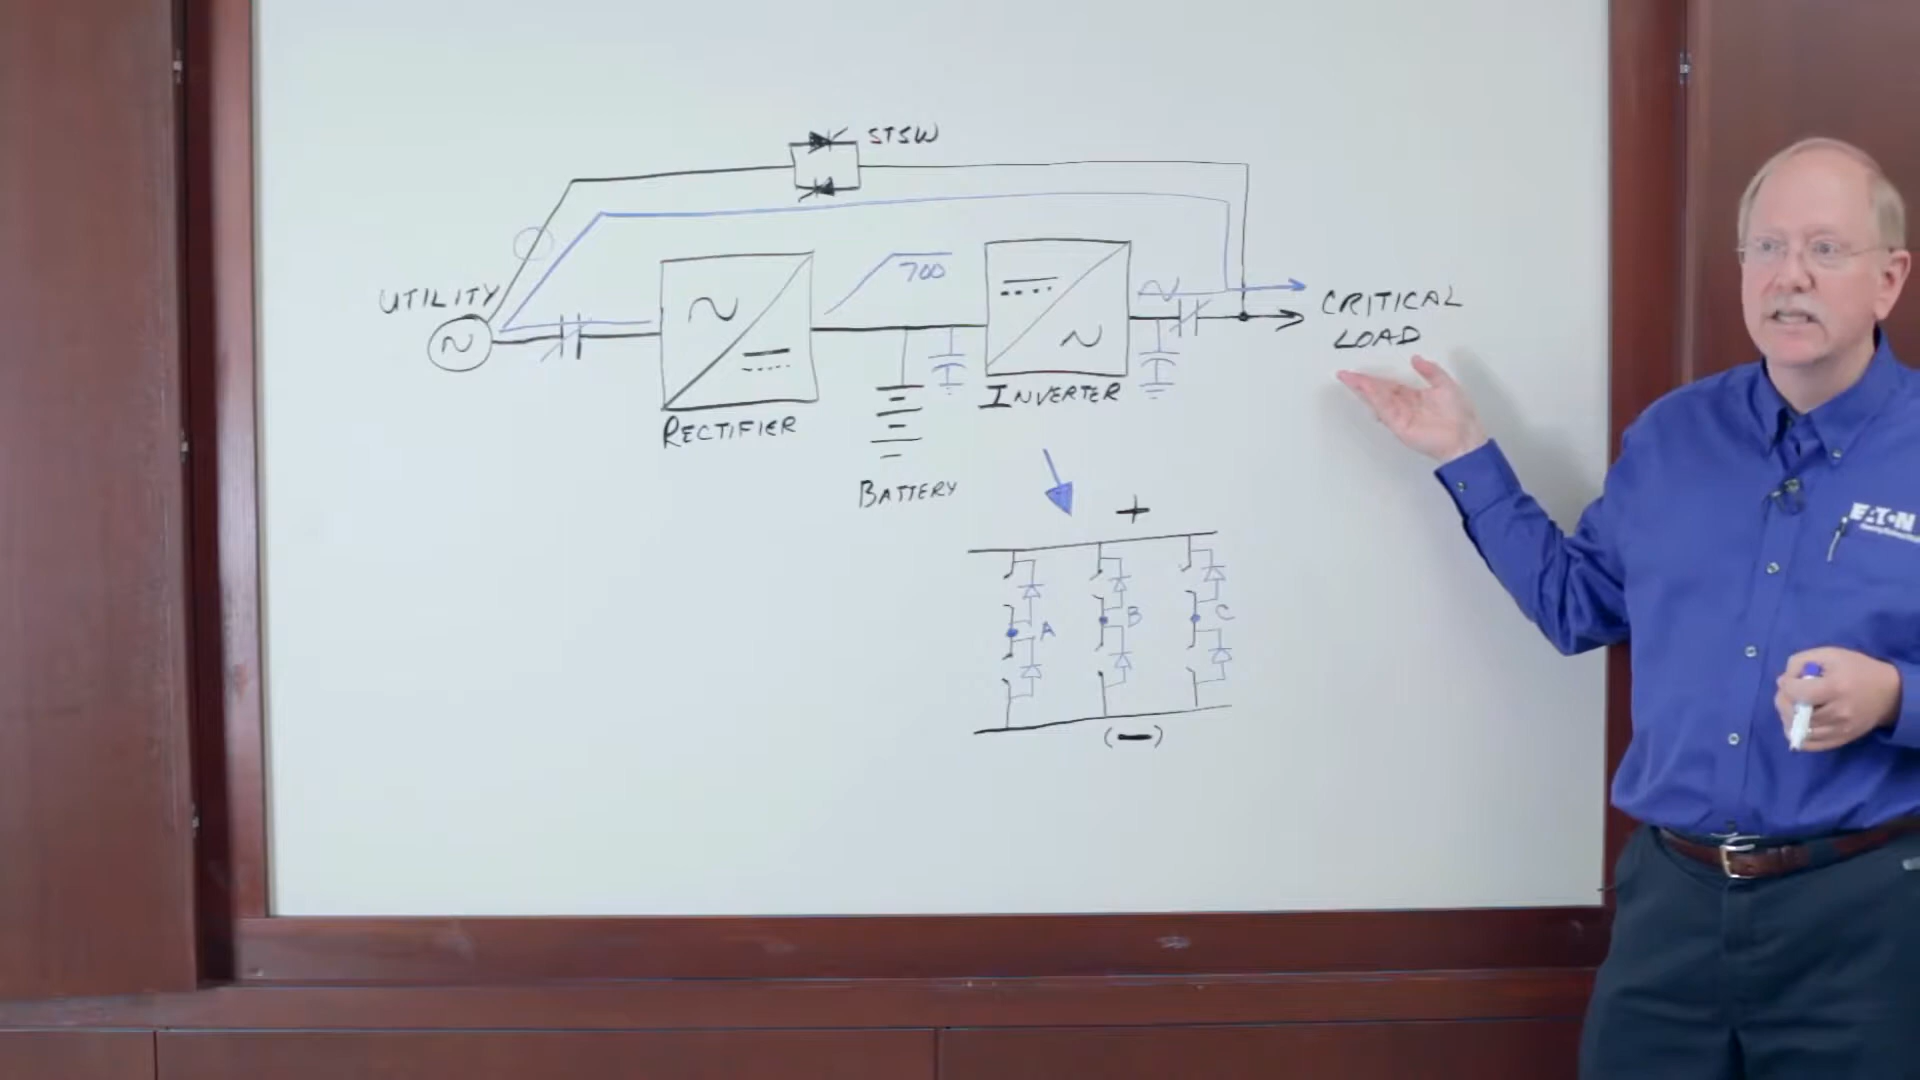 STSW
UTILITY
700
CRITICAL
LOAD
RECTIFIER
INVERTER
BATTERY
+
A
B
C
(-)
EATON